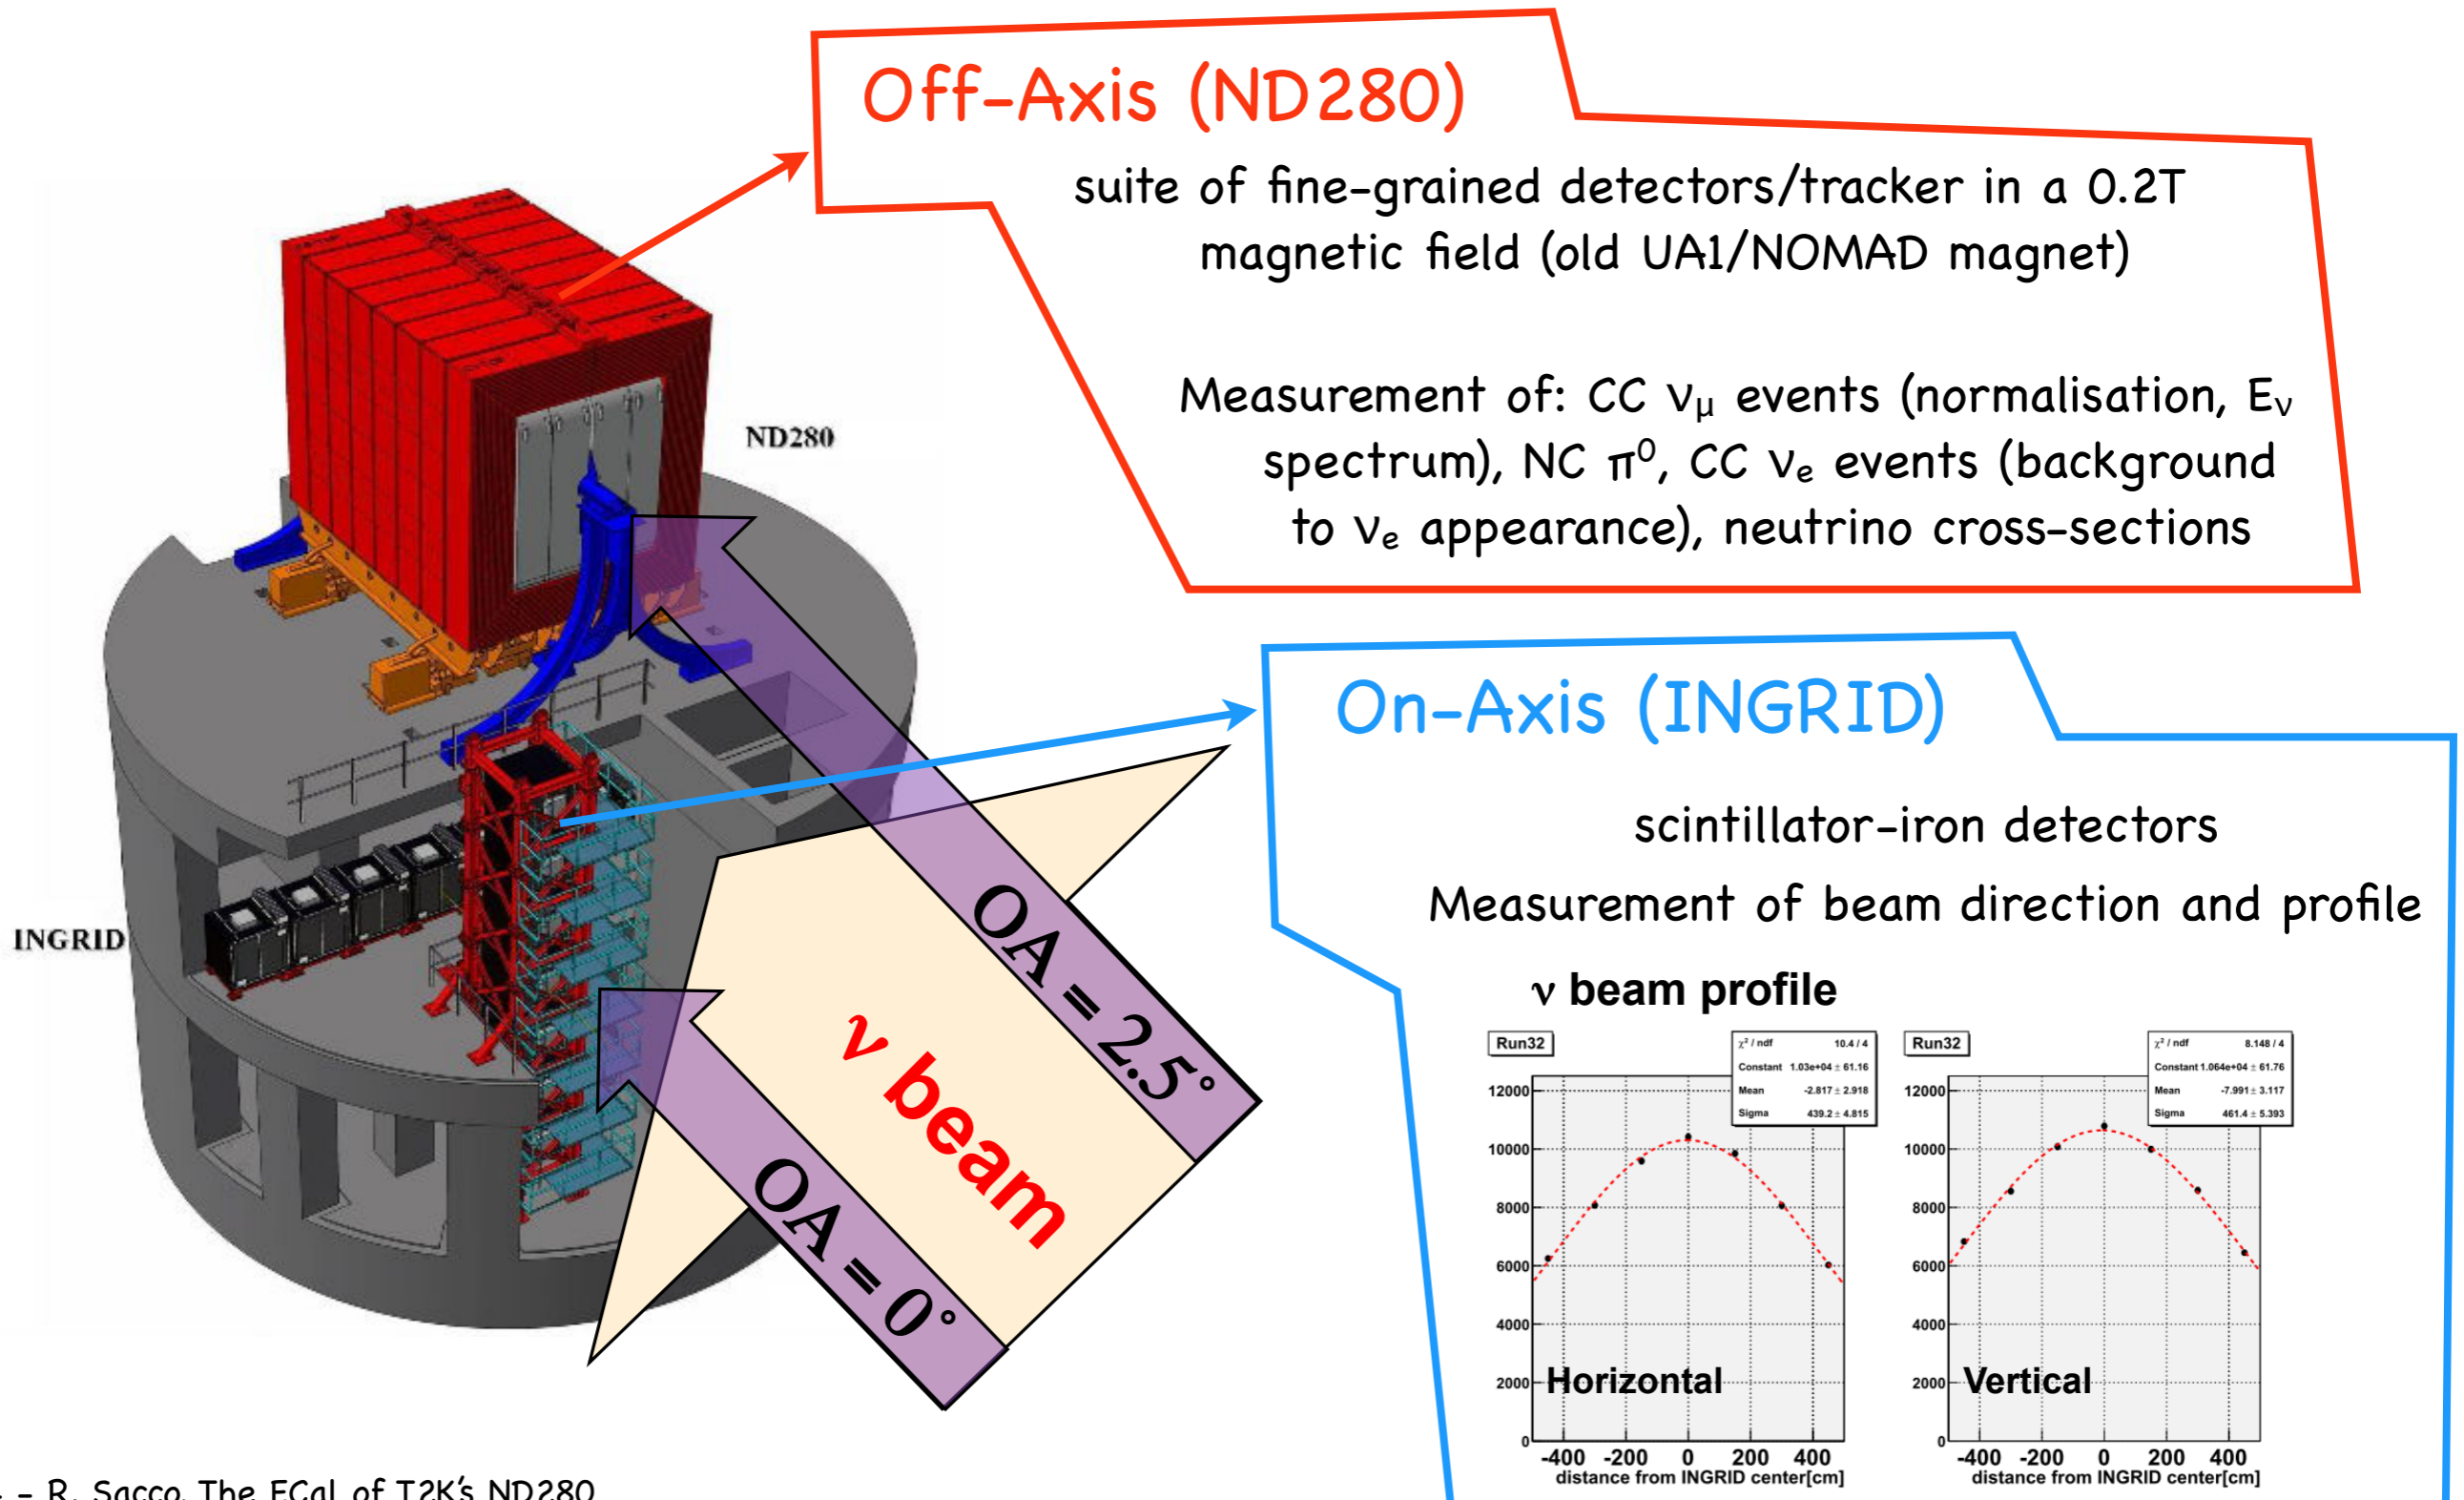 Off-Axis (ND280)
suite of fine-grained detectors/tracker in a 0.2T
magnetic field (old UA1/NOMAD magnet)
Measurement of: CC νμ events (normalisation, Eν
spectrum), NC π⁰, CC νe events (background
to νe appearance), neutrino cross-sections
ND280
On-Axis (INGRID)
scintillator-iron detectors
Measurement of beam direction and profile
INGRID
OA = 2.5°
ν beam
OA = 0°
ν beam profile
Run32
χ² / ndf 10.4 / 4
Constant 1.03e+04 ± 61.16
Mean -2.817 ± 2.918
Sigma 439.2 ± 4.815
12000
10000
8000
6000
4000
2000
0
Horizontal
-400 -200 0 200 400
distance from INGRID center[cm]
Run32
χ² / ndf 8.148 / 4
Constant 1.064e+04 ± 61.76
Mean -7.991 ± 3.117
Sigma 461.4 ± 5.393
12000
10000
8000
6000
4000
2000
0
Vertical
-400 -200 0 200 400
distance from INGRID center[cm]
- R. Sacco, The ECal of T2K's ND280